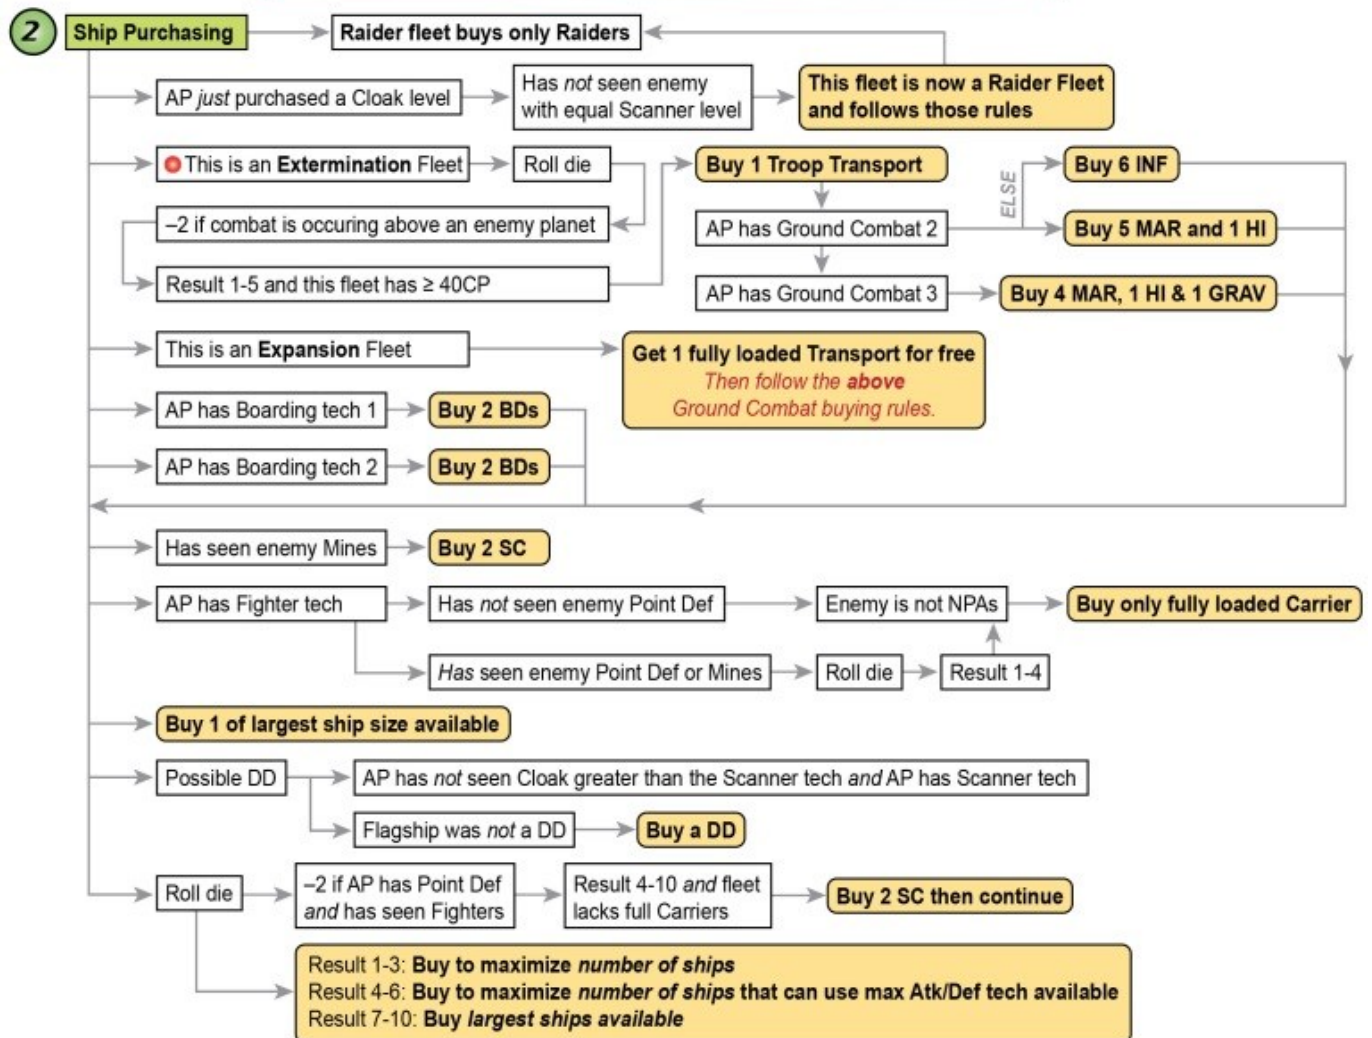 2
Ship Purchasing
Raider fleet buys only Raiders
AP just purchased a Cloak level
Has not seen enemy
with equal Scanner level
This fleet is now a Raider Fleet
and follows those rules
This is an Extermination Fleet
Roll die
–2 if combat is occuring above an enemy planet
Result 1-5 and this fleet has ≥ 40CP
Buy 1 Troop Transport
AP has Ground Combat 2
AP has Ground Combat 3
ELSE
Buy 6 INF
Buy 5 MAR and 1 HI
Buy 4 MAR, 1 HI & 1 GRAV
This is an Expansion Fleet
Get 1 fully loaded Transport for free
Then follow the above
Ground Combat buying rules.
AP has Boarding tech 1
Buy 2 BDs
AP has Boarding tech 2
Buy 2 BDs
Has seen enemy Mines
Buy 2 SC
AP has Fighter tech
Has not seen enemy Point Def
Enemy is not NPAs
Buy only fully loaded Carrier
Has seen enemy Point Def or Mines
Roll die
Result 1-4
Buy 1 of largest ship size available
Possible DD
AP has not seen Cloak greater than the Scanner tech and AP has Scanner tech
Flagship was not a DD
Buy a DD
Roll die
–2 if AP has Point Def
and has seen Fighters
Result 4-10 and fleet
lacks full Carriers
Buy 2 SC then continue
Result 1-3: Buy to maximize number of ships
Result 4-6: Buy to maximize number of ships that can use max Atk/Def tech available
Result 7-10: Buy largest ships available